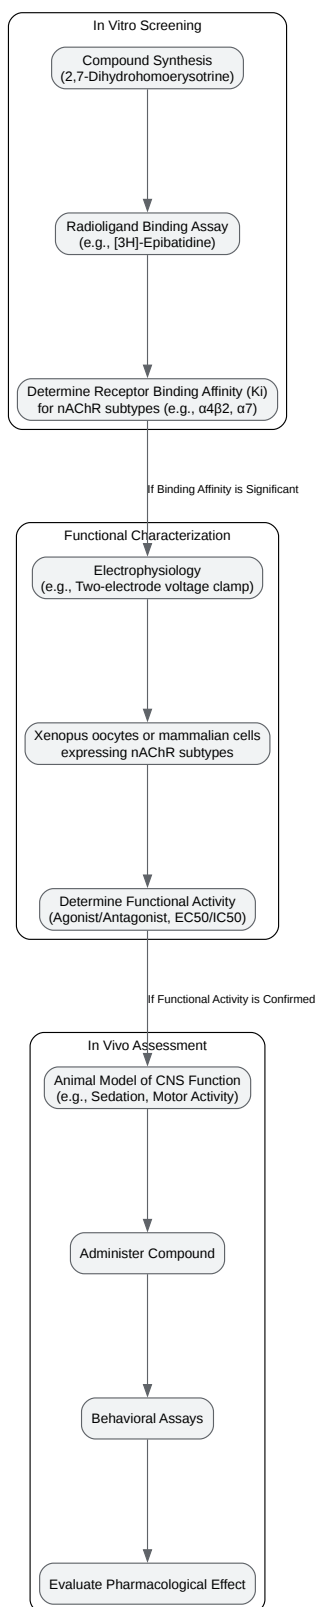 In Vitro Screening
Compound Synthesis
(2,7-Dihydrohomoerysotrine)
Radioligand Binding Assay
(e.g., [3H]-Epibatidine)
Determine Receptor Binding Affinity (Ki)
for nAChR subtypes (e.g., α4β2, α7)
If Binding Affinity is Significant
Functional Characterization
Electrophysiology
(e.g., Two-electrode voltage clamp)
Xenopus oocytes or mammalian cells
expressing nAChR subtypes
Determine Functional Activity
(Agonist/Antagonist, EC50/IC50)
If Functional Activity is Confirmed
In Vivo Assessment
Animal Model of CNS Function
(e.g., Sedation, Motor Activity)
Administer Compound
Behavioral Assays
Evaluate Pharmacological Effect